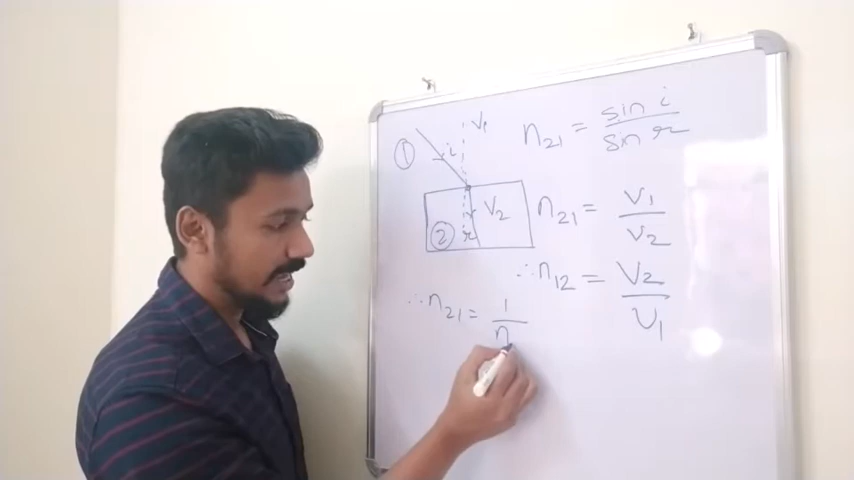 ① i V₁
n₂₁ = sin i / sin r
② r V₂
n₂₁ = V₁ / V₂
∴ n₁₂ = V₂ / V₁
∴ n₂₁ = 1 / n